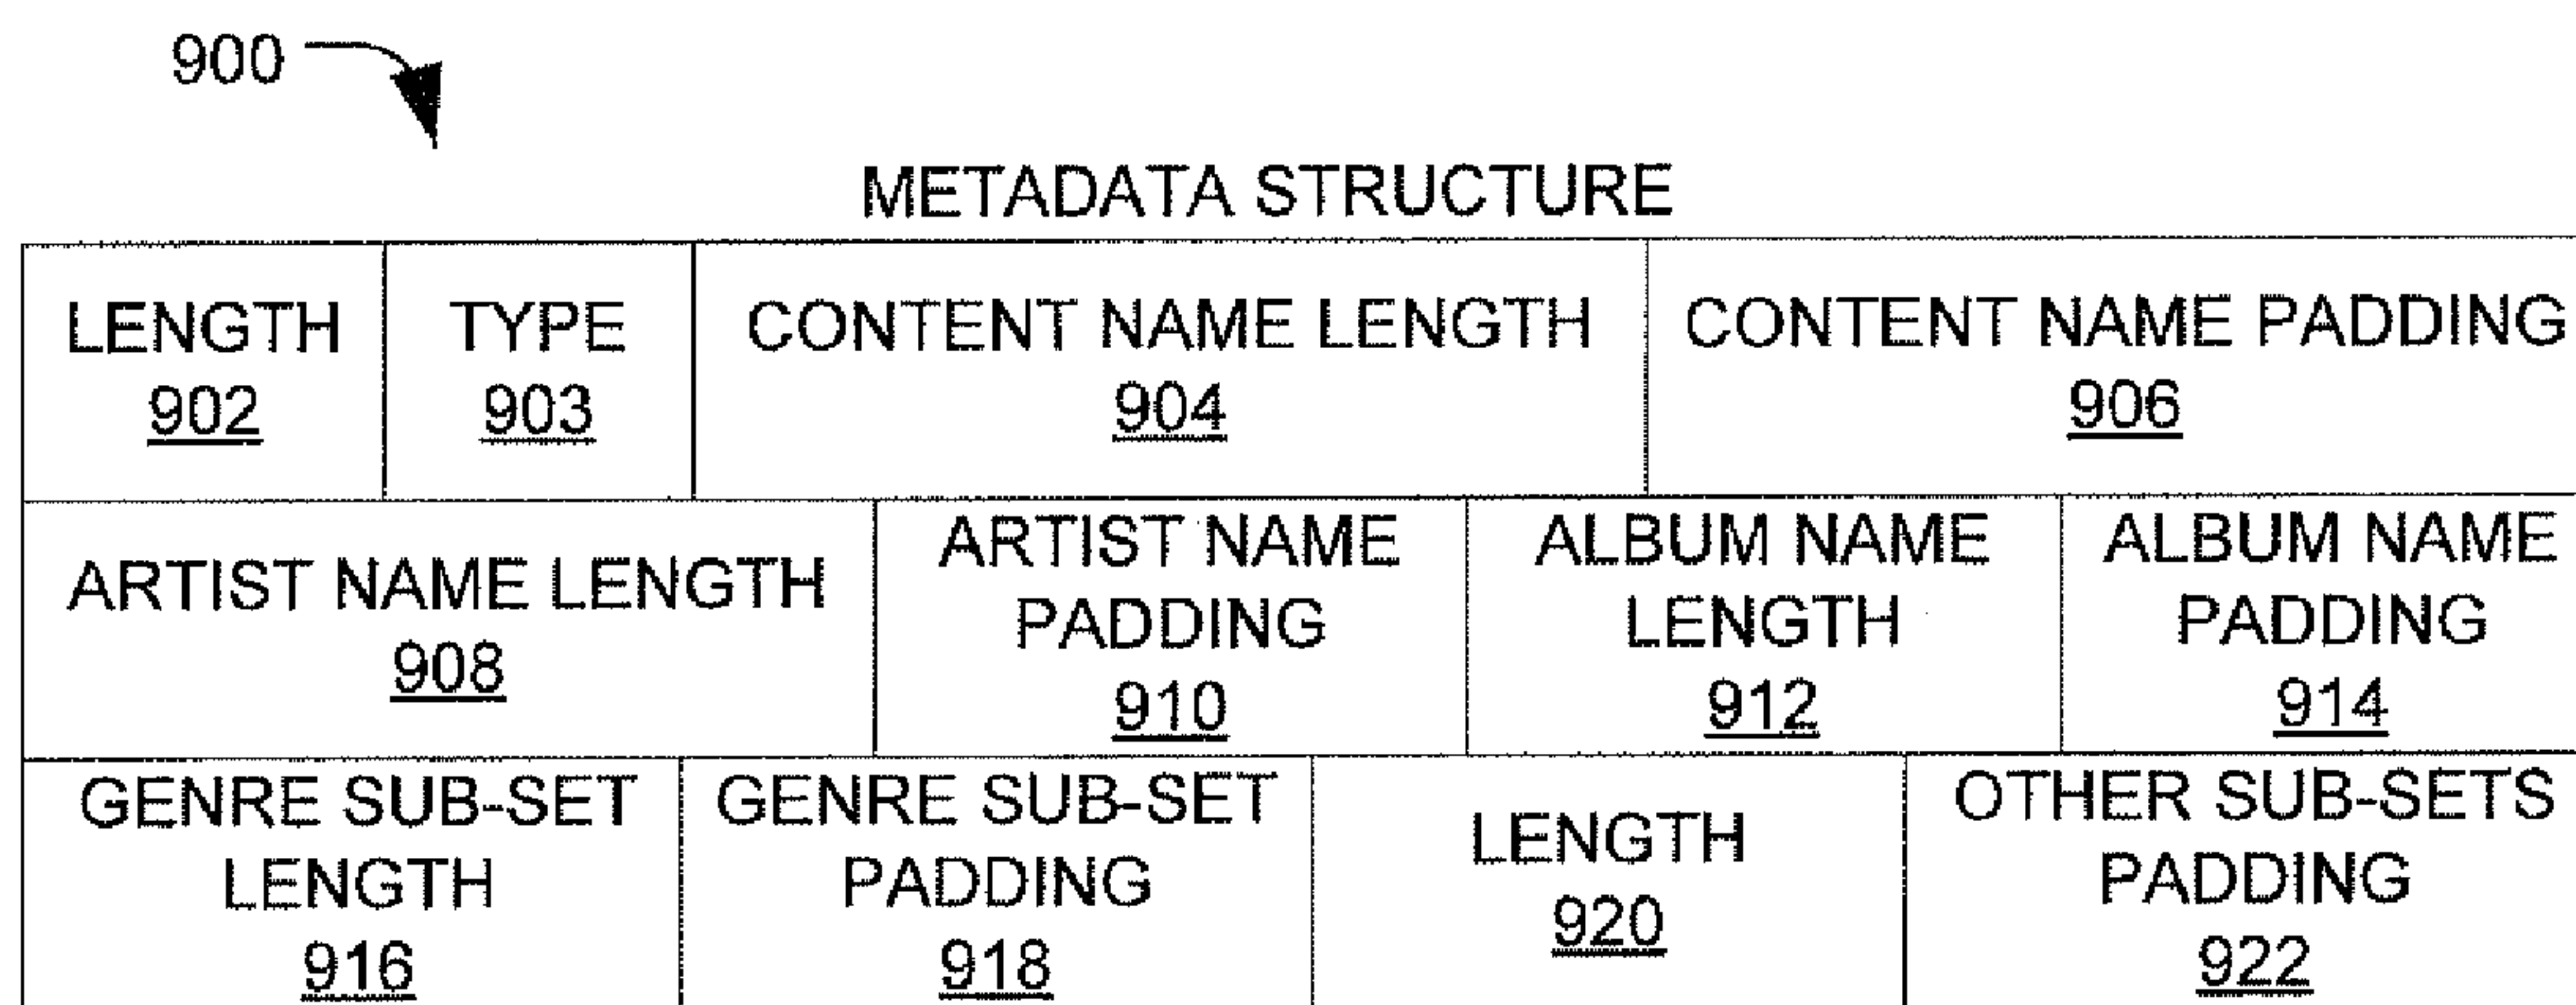 900
METADATA STRUCTURE
LENGTH
902
TYPE
903
CONTENT NAME LENGTH
904
CONTENT NAME PADDING
906
ARTIST NAME LENGTH
908
ARTIST NAME
PADDING
910
ALBUM NAME
LENGTH
912
ALBUM NAME
PADDING
914
GENRE SUB-SET
LENGTH
916
GENRE SUB-SET
PADDING
918
LENGTH
920
OTHER SUB-SETS
PADDING
922